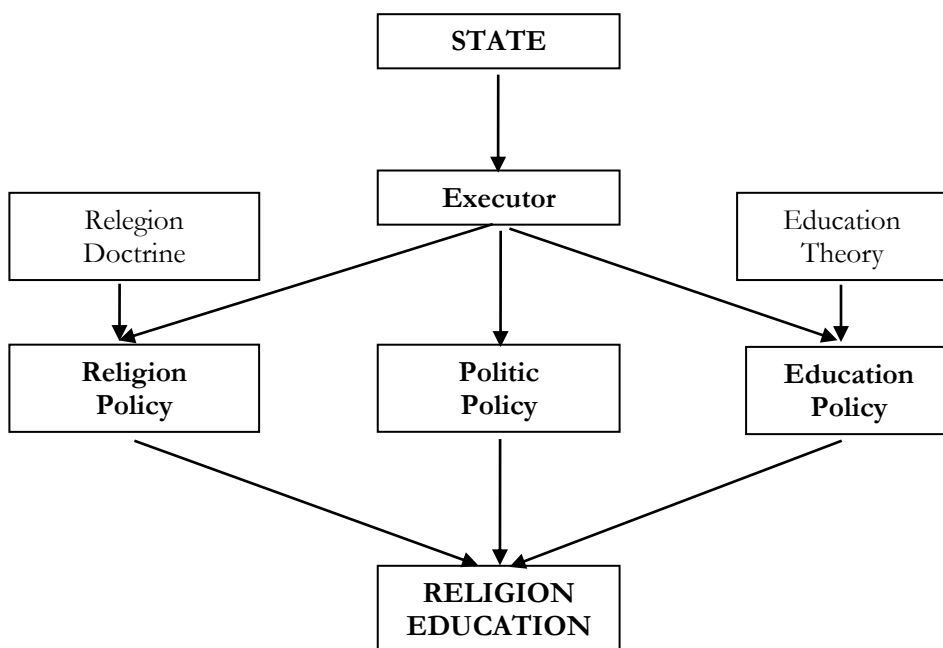 STATE
Executor
Relegion
Doctrine
Education
Theory
Religion
Policy
Politic
Policy
Education
Policy
RELIGION
EDUCATION